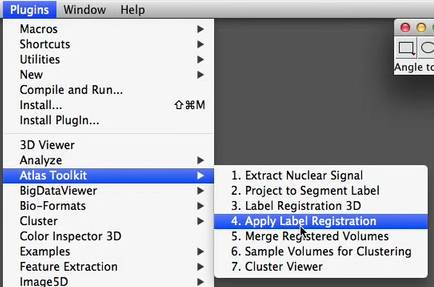 Plugins Window Help
Macros
Shortcuts
Utilities
New
Compile and Run...
Install... ⇧⌘M
Install PlugIn...
3D Viewer
Analyze
Atlas Toolkit
BigDataViewer
Bio-Formats
Cluster
Color Inspector 3D
Examples
Feature Extraction
Image5D
1. Extract Nuclear Signal
2. Project to Segment Label
3. Label Registration 3D
4. Apply Label Registration
5. Merge Registered Volumes
6. Sample Volumes for Clustering
7. Cluster Viewer
Angle to